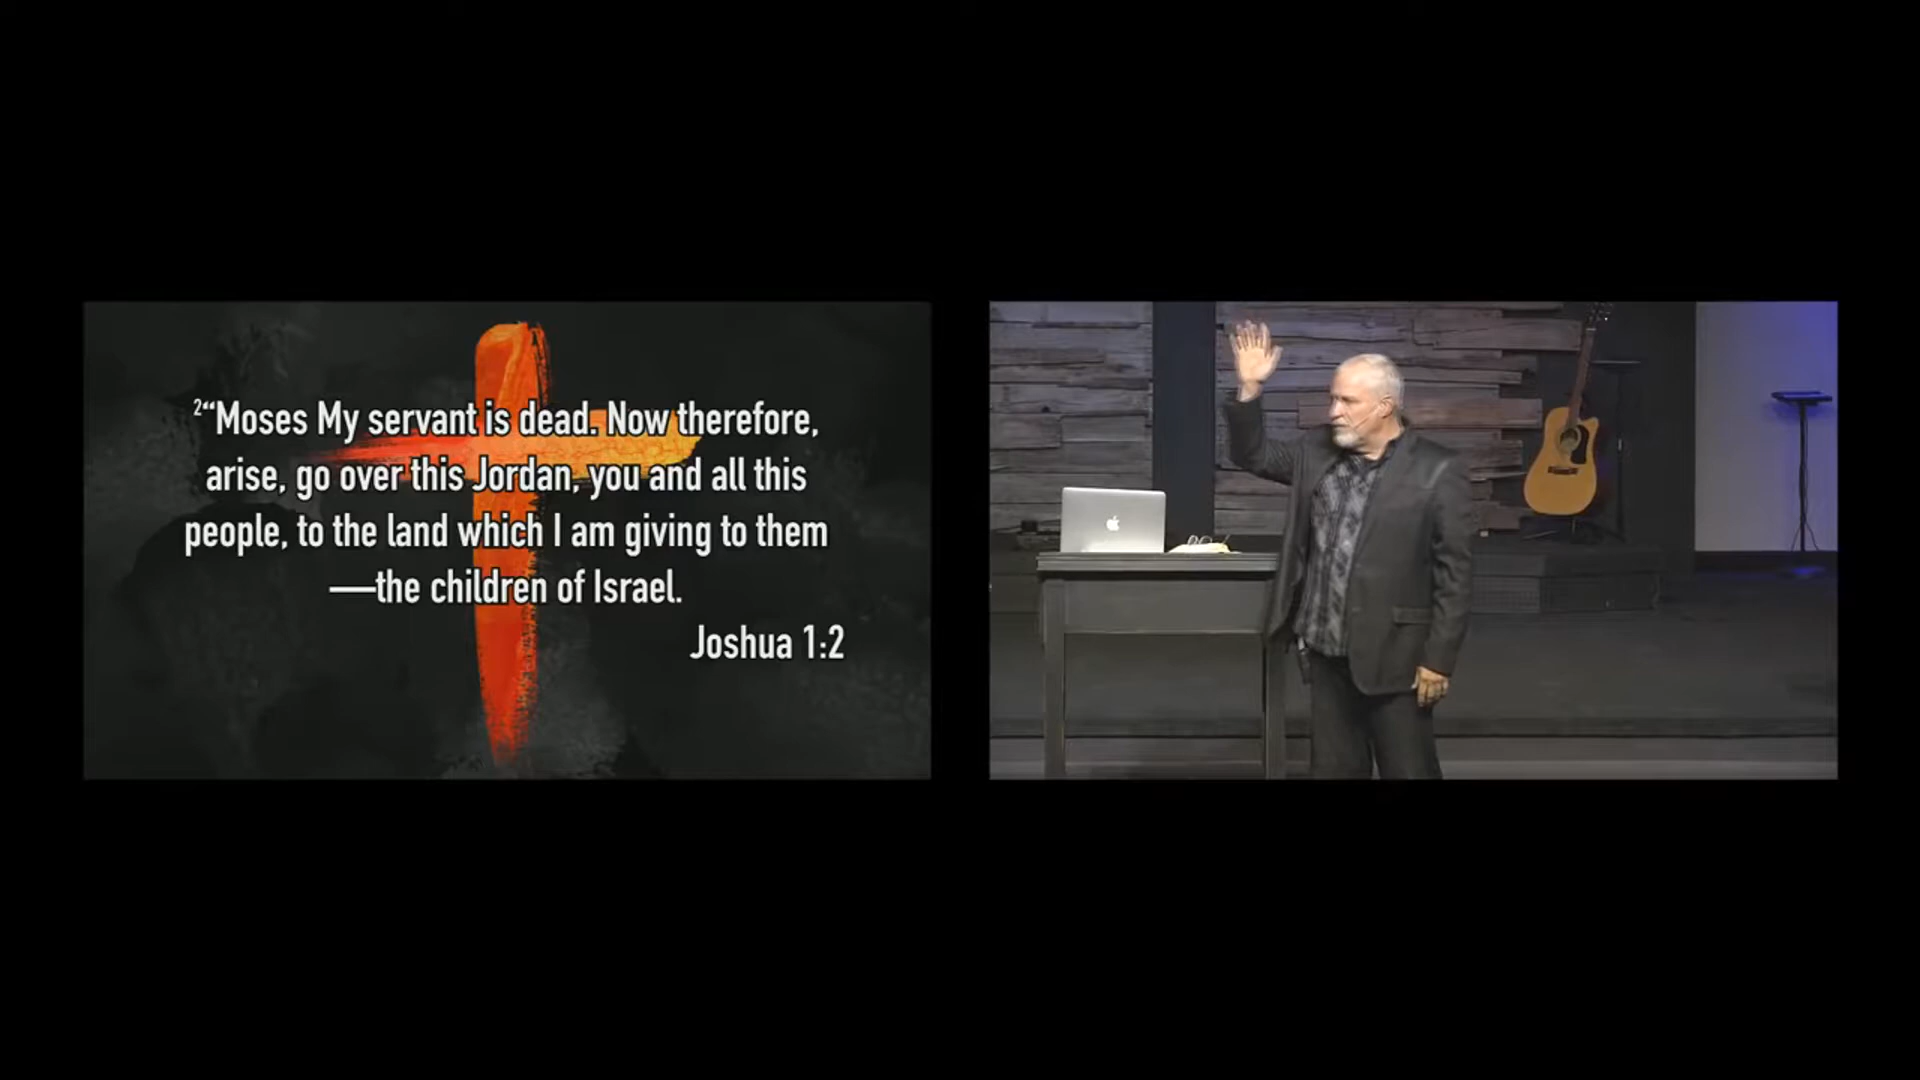 ²“Moses My servant is dead. Now therefore,
arise, go over this Jordan, you and all this
people, to the land which I am giving to them
—the children of Israel.
Joshua 1:2